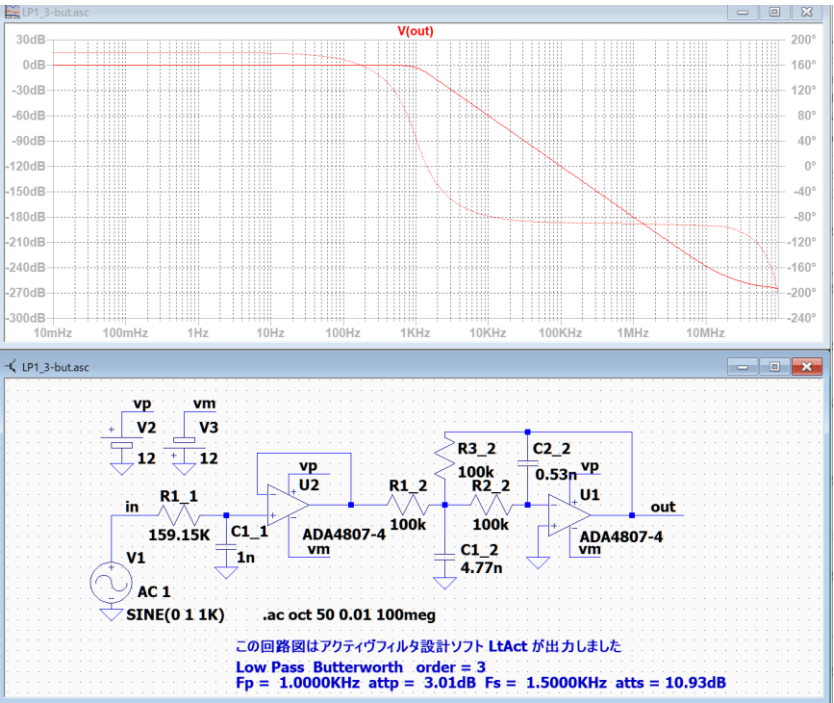 LP1_3-but.asc
V(out)
30dB
0dB
-30dB
-60dB
-90dB
-120dB
-150dB
-180dB
-210dB
-240dB
-270dB
-300dB
200°
160°
120°
80°
40°
0°
-40°
-80°
-120°
-160°
-200°
-240°
10mHz 100mHz 1Hz 10Hz 100Hz 1KHz 10KHz 100KHz 1MHz 10MHz
LP1_3-but.asc
vp
V2
12
vm
V3
12
in
R1_1
159.15K
C1_1
1n
V1
AC 1
SINE(0 1 1K)
vp
U2
ADA4807-4
vm
R1_2
100k
R3_2
100k
R2_2
100k
C1_2
4.77n
C2_2
0.53n
vp
U1
ADA4807-4
vm
out
.ac oct 50 0.01 100meg
この回路図はアクティヴフィルタ設計ソフト LtAct が出力しました
Low Pass Butterworth order = 3
Fp = 1.0000KHz attp = 3.01dB Fs = 1.5000KHz atts = 10.93dB